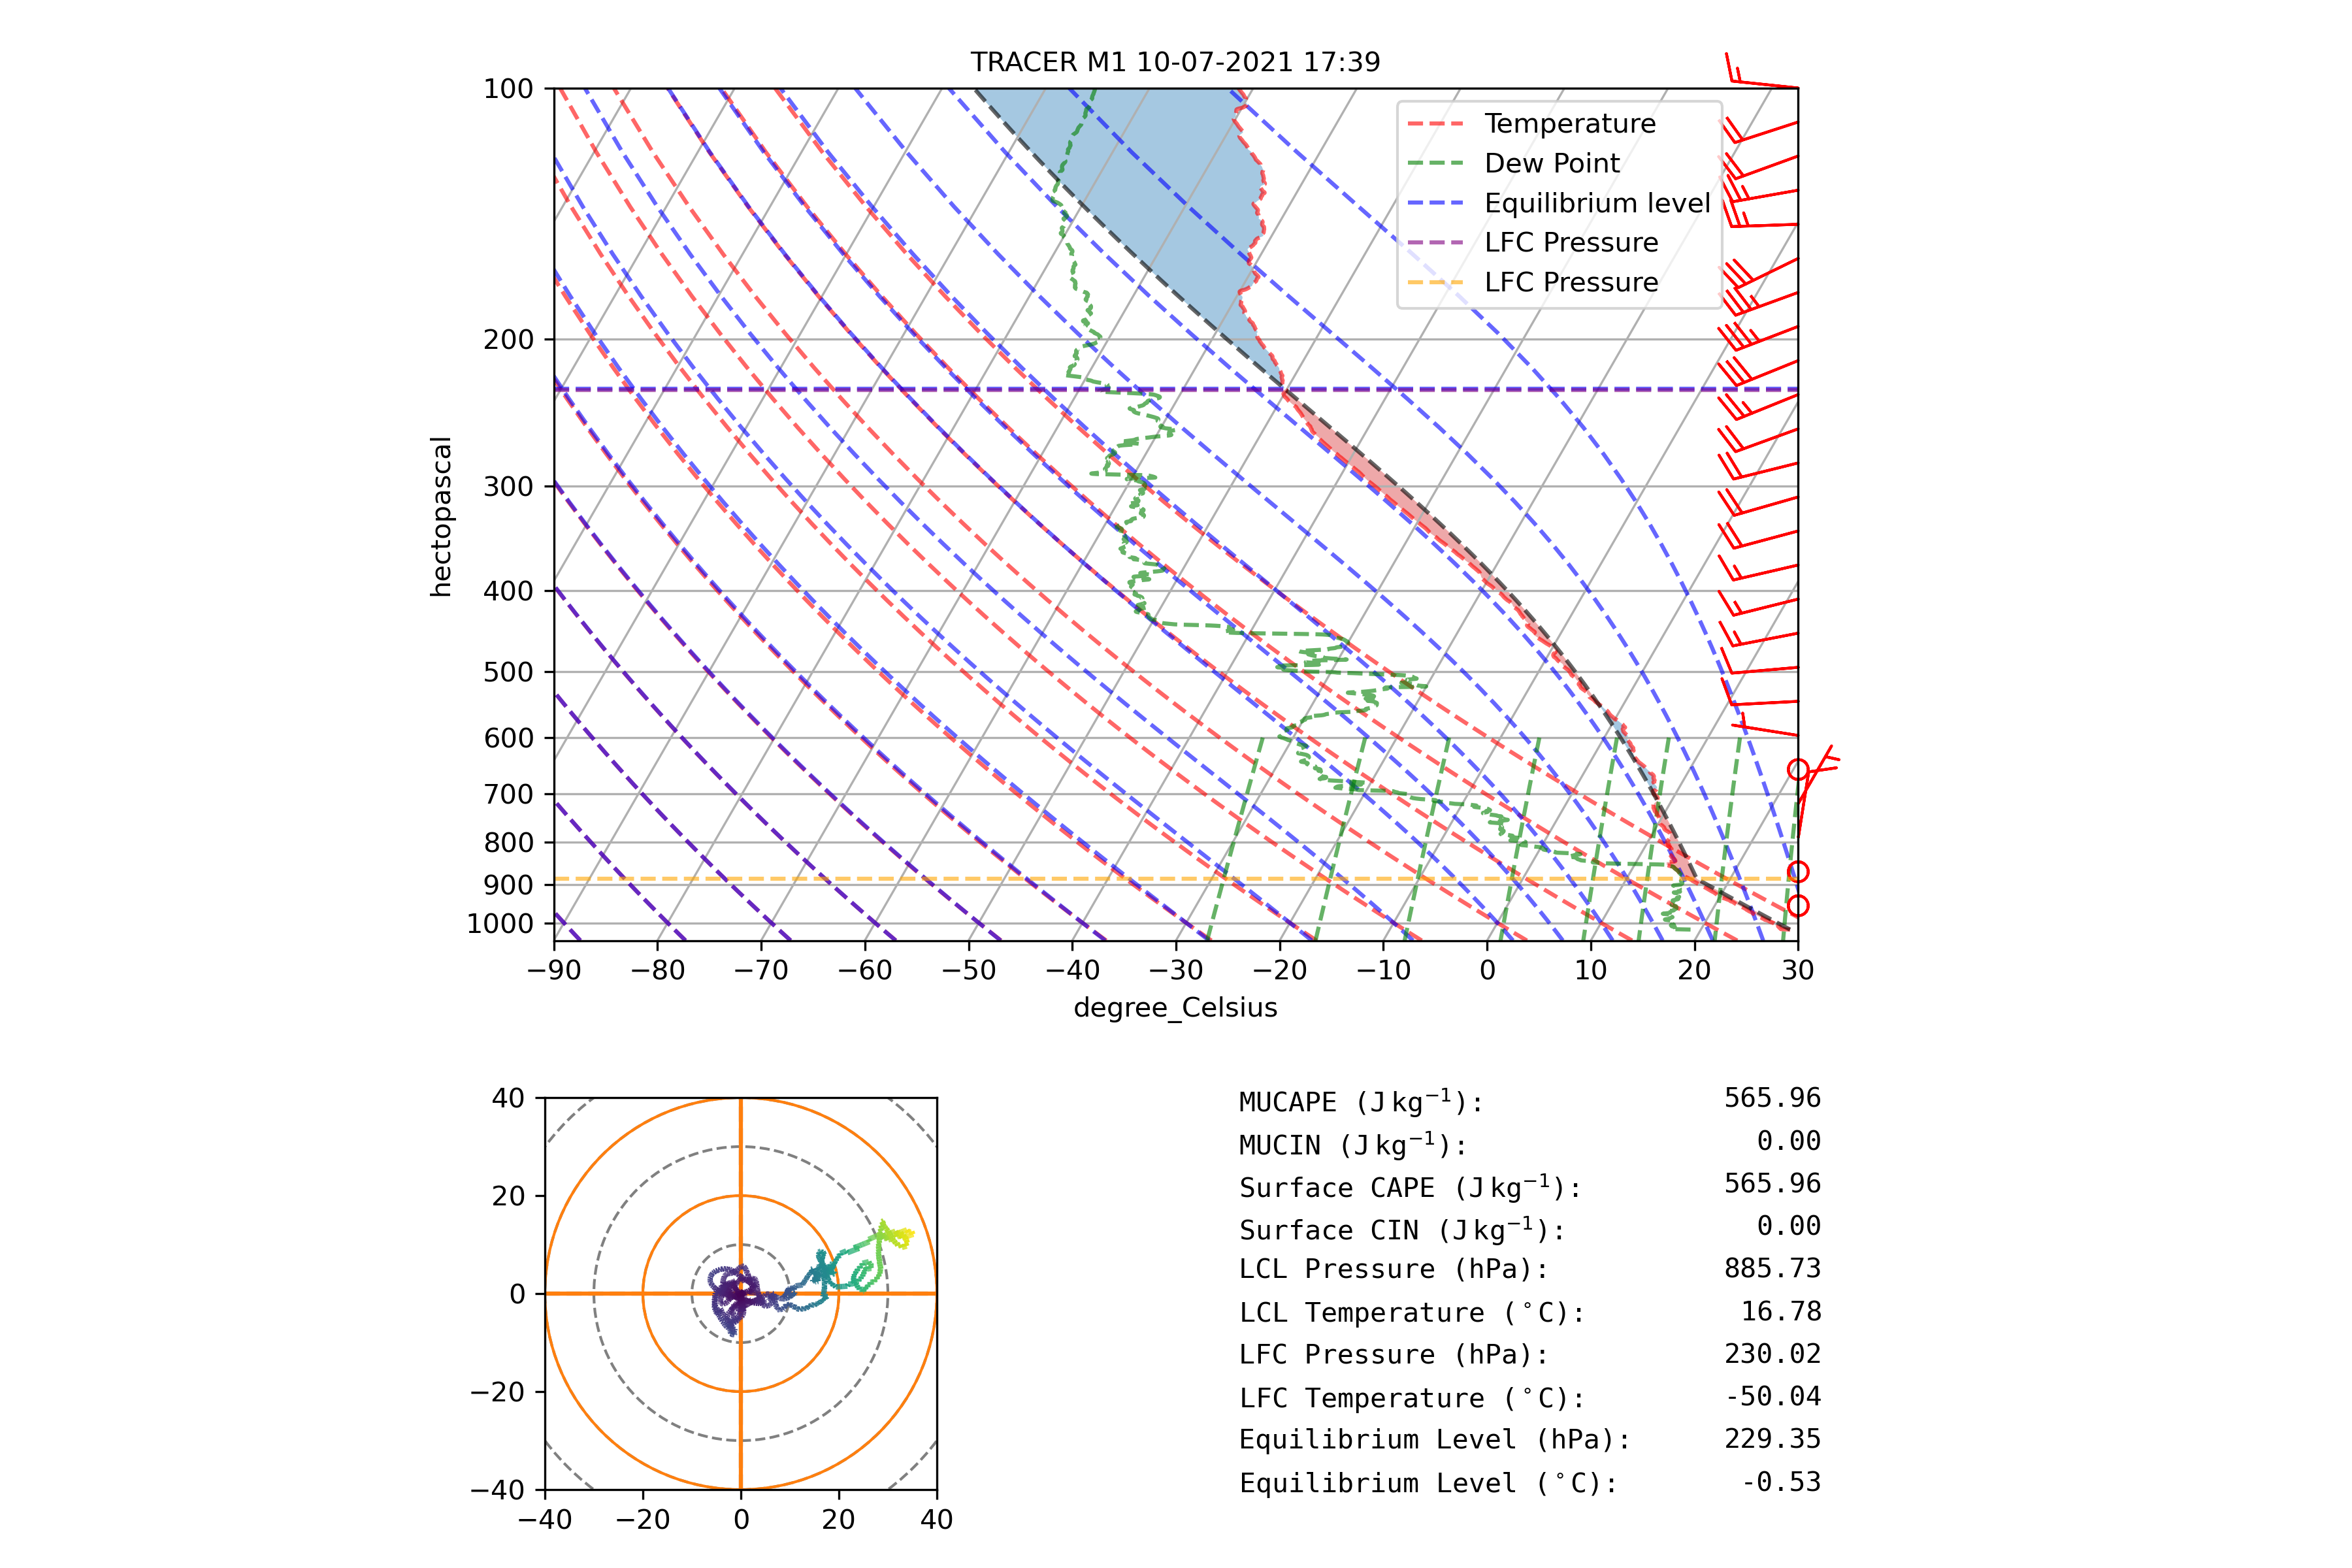 TRACER M1 10-07-2021 17:39
100
200
300
400
500
600
700
800
900
1000
hectopascal
Temperature
Dew Point
Equilibrium level
LFC Pressure
LFC Pressure
−90 −80 −70 −60 −50 −40 −30 −20 −10 0 10 20 30
degree_Celsius
40
20
0
−20
−40
−40 −20 0 20 40
MUCAPE (J kg⁻¹): 565.96
MUCIN (J kg⁻¹): 0.00
Surface CAPE (J kg⁻¹): 565.96
Surface CIN (J kg⁻¹): 0.00
LCL Pressure (hPa): 885.73
LCL Temperature (°C): 16.78
LFC Pressure (hPa): 230.02
LFC Temperature (°C): -50.04
Equilibrium Level (hPa): 229.35
Equilibrium Level (°C): -0.53